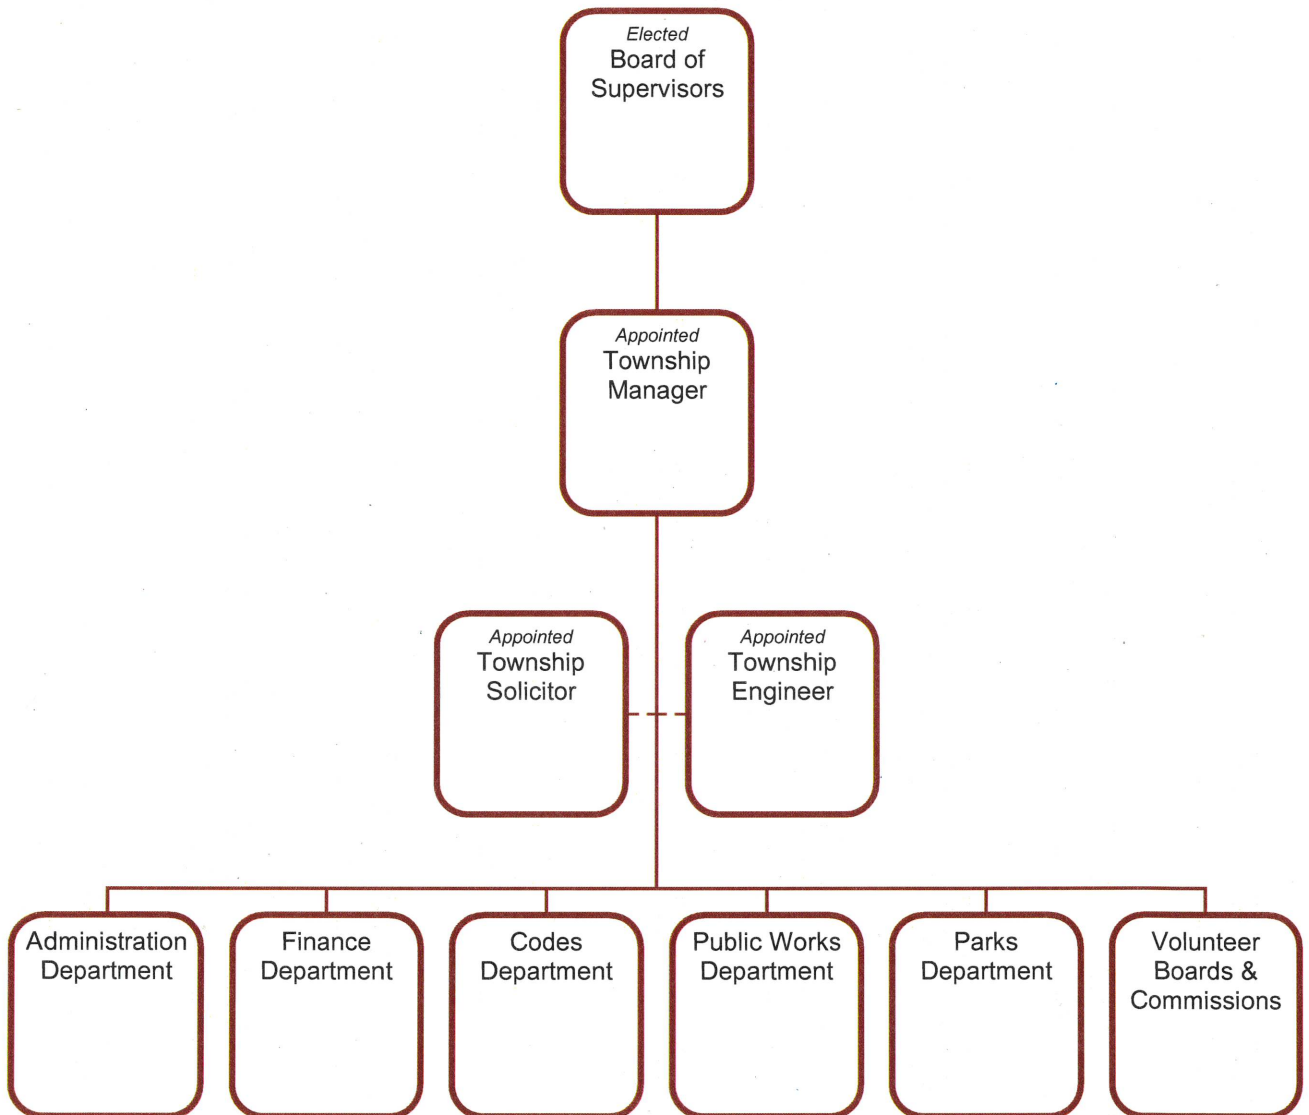 Elected
Board of
Supervisors
Appointed
Township
Manager
Appointed
Township
Solicitor
Appointed
Township
Engineer
Administration
Department
Finance
Department
Codes
Department
Public Works
Department
Parks
Department
Volunteer
Boards &
Commissions